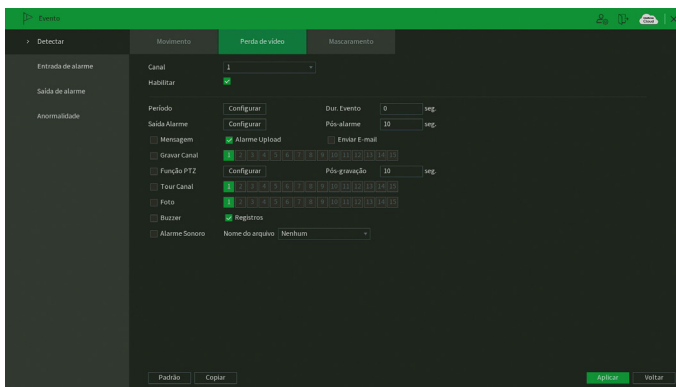 Evento
Detectar
Movimento Perda de vídeo Mascaramento
Entrada de alarme
Saída de alarme
Anormalidade
Canal 1
Habilitar
Período Configurar Dur. Evento 0 seg.
Saída Alarme Configurar Pós-alarme 10 seg.
Mensagem Alarme Upload Enviar E-mail
Gravar Canal 1 2 3 4 5 6 7 8 9 10 11 12 13 14 15
Função PTZ Configurar Pós-gravação 10 seg.
Tour Canal 1 2 3 4 5 6 7 8 9 10 11 12 13 14 15
Foto 1 2 3 4 5 6 7 8 9 10 11 12 13 14 15
Buzzer Registros
Alarme Sonoro Nome do arquivo Nenhum
Padrão Copiar Aplicar Voltar